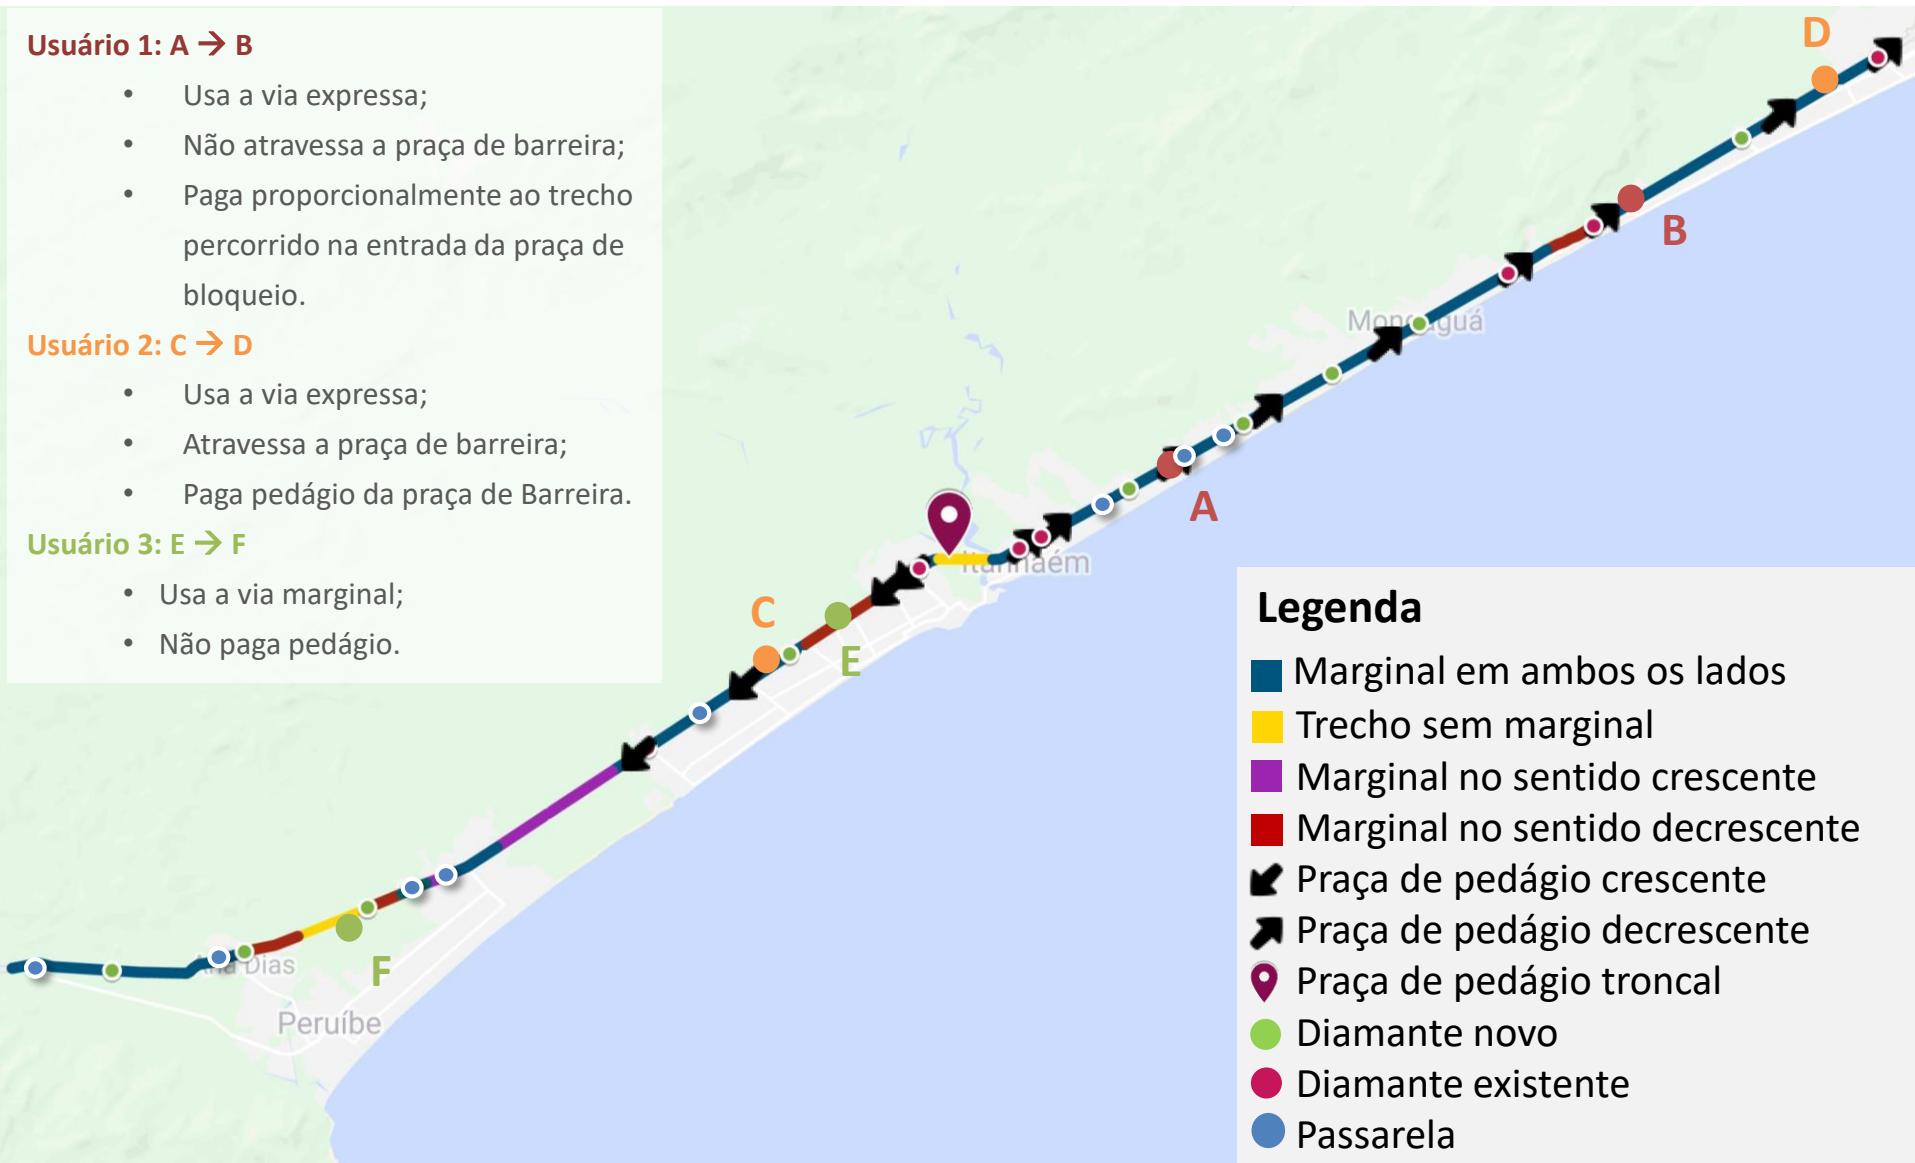 Usuário 1: A → B
• Usa a via expressa;
• Não atravessa a praça de barreira;
• Paga proporcionalmente ao trecho
percorrido na entrada da praça de
bloqueio.
Usuário 2: C → D
• Usa a via expressa;
• Atravessa a praça de barreira;
• Paga pedágio da praça de Barreira.
Usuário 3: E → F
• Usa a via marginal;
• Não paga pedágio.
D
B
A
C
E
F
Dias
Peruíbe
Legenda
Marginal em ambos os lados
Trecho sem marginal
Marginal no sentido crescente
Marginal no sentido decrescente
Praça de pedágio crescente
Praça de pedágio decrescente
Praça de pedágio troncal
Diamante novo
Diamante existente
Passarela